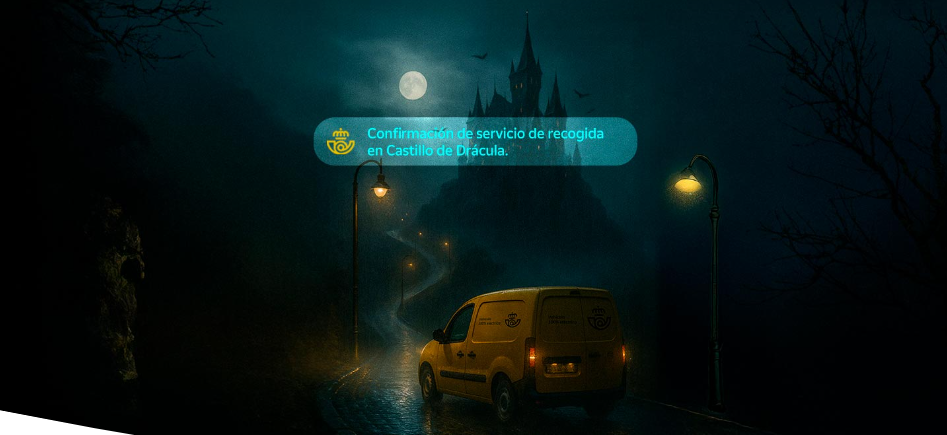 Confirmación de servicio de recogida
en Castillo de Drácula.